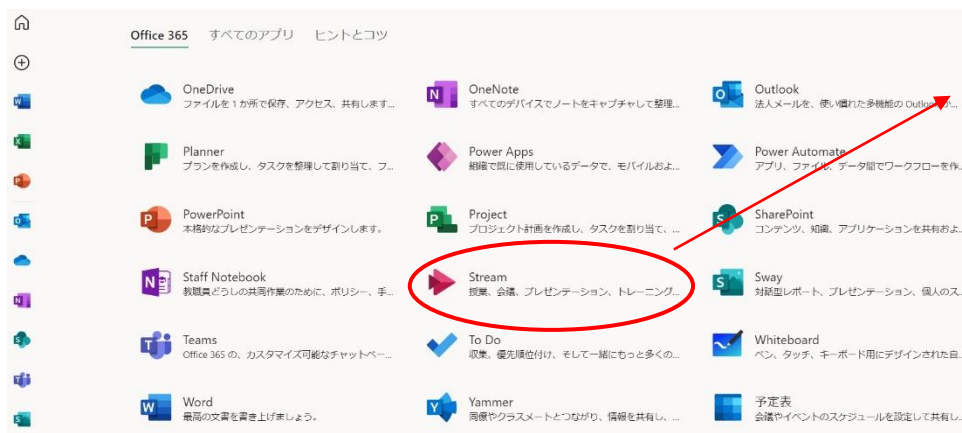 Office 365 すべてのアプリ ヒントとコツ
OneDrive
ファイルを 1 か所で保存、アクセス、共有します...
OneNote
すべてのデバイスでノートをキャプチャして整理...
Outlook
法人メールを、使い慣れた多機能の Outlook が...
Planner
プランを作成し、タスクを整理して割り当て、フ...
Power Apps
組織で既に使用しているデータで、モバイルおよ...
Power Automate
アプリ、ファイル、データ間でワークフローを作...
PowerPoint
本格的なプレゼンテーションをデザインします。
Project
プロジェクト計画を作成し、タスクを割り当て、...
SharePoint
コンテンツ、知識、アプリケーションを共有およ...
Staff Notebook
教職員どうしの共同作業のために、ポリシー、手...
Stream
授業、会議、プレゼンテーション、トレーニング...
Sway
対話型レポート、プレゼンテーション、個人のス...
Teams
Office 365 の、カスタマイズ可能なチャットベー...
To Do
収集、優先順位付け、そして一緒にもっと多くの...
Whiteboard
ペン、タッチ、キーボード用にデザインされた自...
Word
最高の文書を書き上げましょう。
Yammer
同僚やクラスメートとつながり、情報を共有し、...
予定表
会議やイベントのスケジュールを設定して共有し...